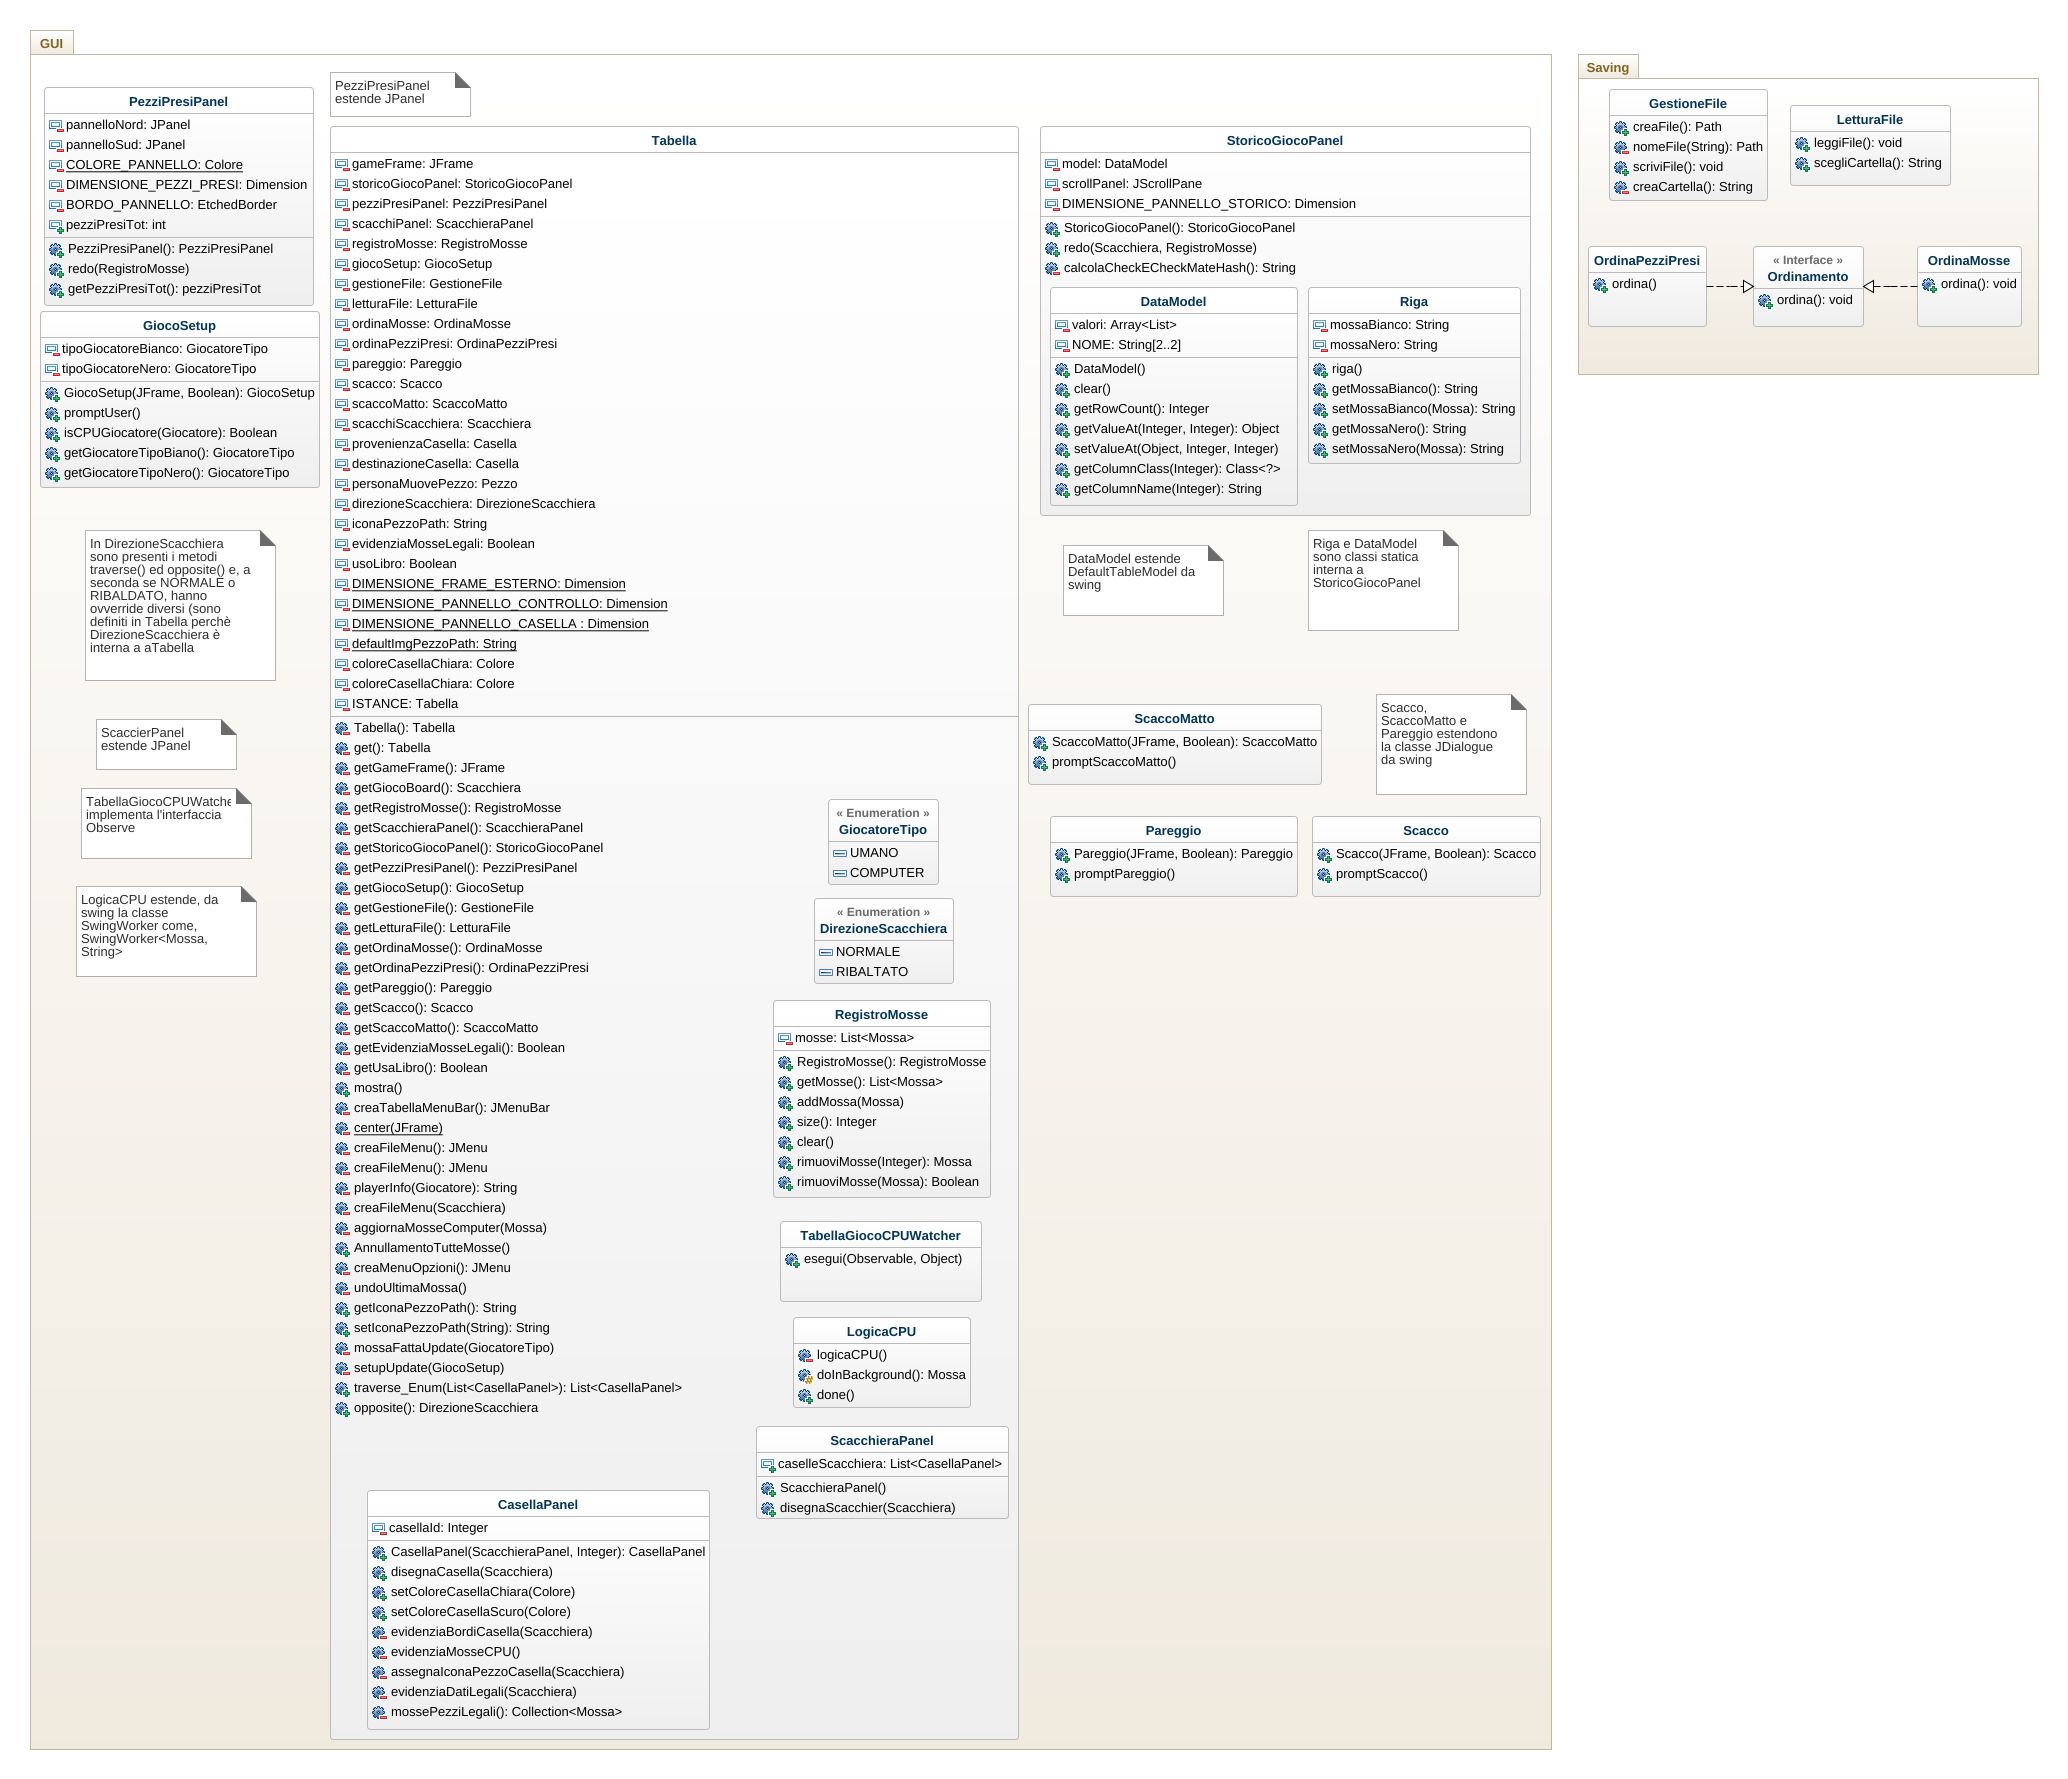 GUI
PezziPresiPanel
pannelloNord: JPanel
pannelloSud: JPanel
COLORE_PANNELLO: Colore
DIMENSIONE_PEZZI_PRESI: Dimension
BORDO_PANNELLO: EtchedBorder
pezziPresiTot: int
PezziPresiPanel(): PezziPresiPanel
redo(RegistroMosse)
getPezziPresiTot(): pezziPresiTot
GiocoSetup
tipoGiocatoreBianco: GiocatoreTipo
tipoGiocatoreNero: GiocatoreTipo
GiocoSetup(JFrame, Boolean): GiocoSetup
promptUser()
isCPUGiocatore(Giocatore): Boolean
getGiocatoreTipoBiano(): GiocatoreTipo
getGiocatoreTipoNero(): GiocatoreTipo
In DirezioneScacchiera
sono presenti i metodi
traverse() ed opposite() e, a
seconda se NORMALE o
RIBALDATO, hanno
ovverride diversi (sono
definiti in Tabella perchè
DirezioneScacchiera è
interna a aTabella
ScaccierPanel
estende JPanel
TabellaGiocoCPUWatche
implementa l'interfaccia
Observe
LogicaCPU estende, da
swing la classe
SwingWorker come,
SwingWorker<Mossa,
String>
PezziPresiPanel
estende JPanel
Tabella
gameFrame: JFrame
storicoGiocoPanel: StoricoGiocoPanel
pezziPresiPanel: PezziPresiPanel
scacchiPanel: ScacchieraPanel
registroMosse: RegistroMosse
giocoSetup: GiocoSetup
gestioneFile: GestioneFile
letturaFile: LetturaFile
ordinaMosse: OrdinaMosse
ordinaPezziPresi: OrdinaPezziPresi
pareggio: Pareggio
scacco: Scacco
scaccoMatto: ScaccoMatto
scacchiScacchiera: Scacchiera
provenienzaCasella: Casella
destinazioneCasella: Casella
personaMuovePezzo: Pezzo
direzioneScacchiera: DirezioneScacchiera
iconaPezzoPath: String
evidenziaMosseLegali: Boolean
usoLibro: Boolean
DIMENSIONE_FRAME_ESTERNO: Dimension
DIMENSIONE_PANNELLO_CONTROLLO: Dimension
DIMENSIONE_PANNELLO_CASELLA : Dimension
defaultImgPezzoPath: String
coloreCasellaChiara: Colore
coloreCasellaChiara: Colore
ISTANCE: Tabella
Tabella(): Tabella
get(): Tabella
getGameFrame(): JFrame
getGiocoBoard(): Scacchiera
getRegistroMosse(): RegistroMosse
getScacchieraPanel(): ScacchieraPanel
getStoricoGiocoPanel(): StoricoGiocoPanel
getPezziPresiPanel(): PezziPresiPanel
getGiocoSetup(): GiocoSetup
getGestioneFile(): GestioneFile
getLetturaFile(): LetturaFile
getOrdinaMosse(): OrdinaMosse
getOrdinaPezziPresi(): OrdinaPezziPresi
getPareggio(): Pareggio
getScacco(): Scacco
getScaccoMatto(): ScaccoMatto
getEvidenziaMosseLegali(): Boolean
getUsaLibro(): Boolean
mostra()
creaTabellaMenuBar(): JMenuBar
center(JFrame)
creaFileMenu(): JMenu
creaFileMenu(): JMenu
playerInfo(Giocatore): String
creaFileMenu(Scacchiera)
aggiornaMosseComputer(Mossa)
AnnullamentoTutteMosse()
creaMenuOpzioni(): JMenu
undoUltimaMossa()
getIconaPezzoPath(): String
setIconaPezzoPath(String): String
mossaFattaUpdate(GiocatoreTipo)
setupUpdate(GiocoSetup)
traverse_Enum(List<CasellaPanel>): List<CasellaPanel>
opposite(): DirezioneScacchiera
« Enumeration »
GiocatoreTipo
UMANO
COMPUTER
« Enumeration »
DirezioneScacchiera
NORMALE
RIBALTATO
RegistroMosse
mosse: List<Mossa>
RegistroMosse(): RegistroMosse
getMosse(): List<Mossa>
addMossa(Mossa)
size(): Integer
clear()
rimuoviMosse(Integer): Mossa
rimuoviMosse(Mossa): Boolean
TabellaGiocoCPUWatcher
esegui(Observable, Object)
LogicaCPU
logicaCPU()
doInBackground(): Mossa
done()
ScacchieraPanel
caselleScacchiera: List<CasellaPanel>
ScacchieraPanel()
disegnaScacchier(Scacchiera)
CasellaPanel
casellaId: Integer
CasellaPanel(ScacchieraPanel, Integer): CasellaPanel
disegnaCasella(Scacchiera)
setColoreCasellaChiara(Colore)
setColoreCasellaScuro(Colore)
evidenziaBordiCasella(Scacchiera)
evidenziaMosseCPU()
assegnaIconaPezzoCasella(Scacchiera)
evidenziaDatiLegali(Scacchiera)
mossePezziLegali(): Collection<Mossa>
StoricoGiocoPanel
model: DataModel
scrollPanel: JScrollPane
DIMENSIONE_PANNELLO_STORICO: Dimension
StoricoGiocoPanel(): StoricoGiocoPanel
redo(Scacchiera, RegistroMosse)
calcolaCheckECheckMateHash(): String
DataModel
valori: Array<List>
NOME: String[2..2]
DataModel()
clear()
getRowCount(): Integer
getValueAt(Integer, Integer): Object
setValueAt(Object, Integer, Integer)
getColumnClass(Integer): Class<?>
getColumnName(Integer): String
Riga
mossaBianco: String
mossaNero: String
riga()
getMossaBianco(): String
setMossaBianco(Mossa): String
getMossaNero(): String
setMossaNero(Mossa): String
DataModel estende
DefaultTableModel da
swing
Riga e DataModel
sono classi statica
interna a
StoricoGiocoPanel
ScaccoMatto
ScaccoMatto(JFrame, Boolean): ScaccoMatto
promptScaccoMatto()
Scacco,
ScaccoMatto e
Pareggio estendono
la classe JDialogue
da swing
Pareggio
Pareggio(JFrame, Boolean): Pareggio
promptPareggio()
Scacco
Scacco(JFrame, Boolean): Scacco
promptScacco()
Saving
GestioneFile
creaFile(): Path
nomeFile(String): Path
scriviFile(): void
creaCartella(): String
LetturaFile
leggiFile(): void
scegliCartella(): String
OrdinaPezziPresi
ordina()
« Interface »
Ordinamento
ordina(): void
OrdinaMosse
ordina(): void